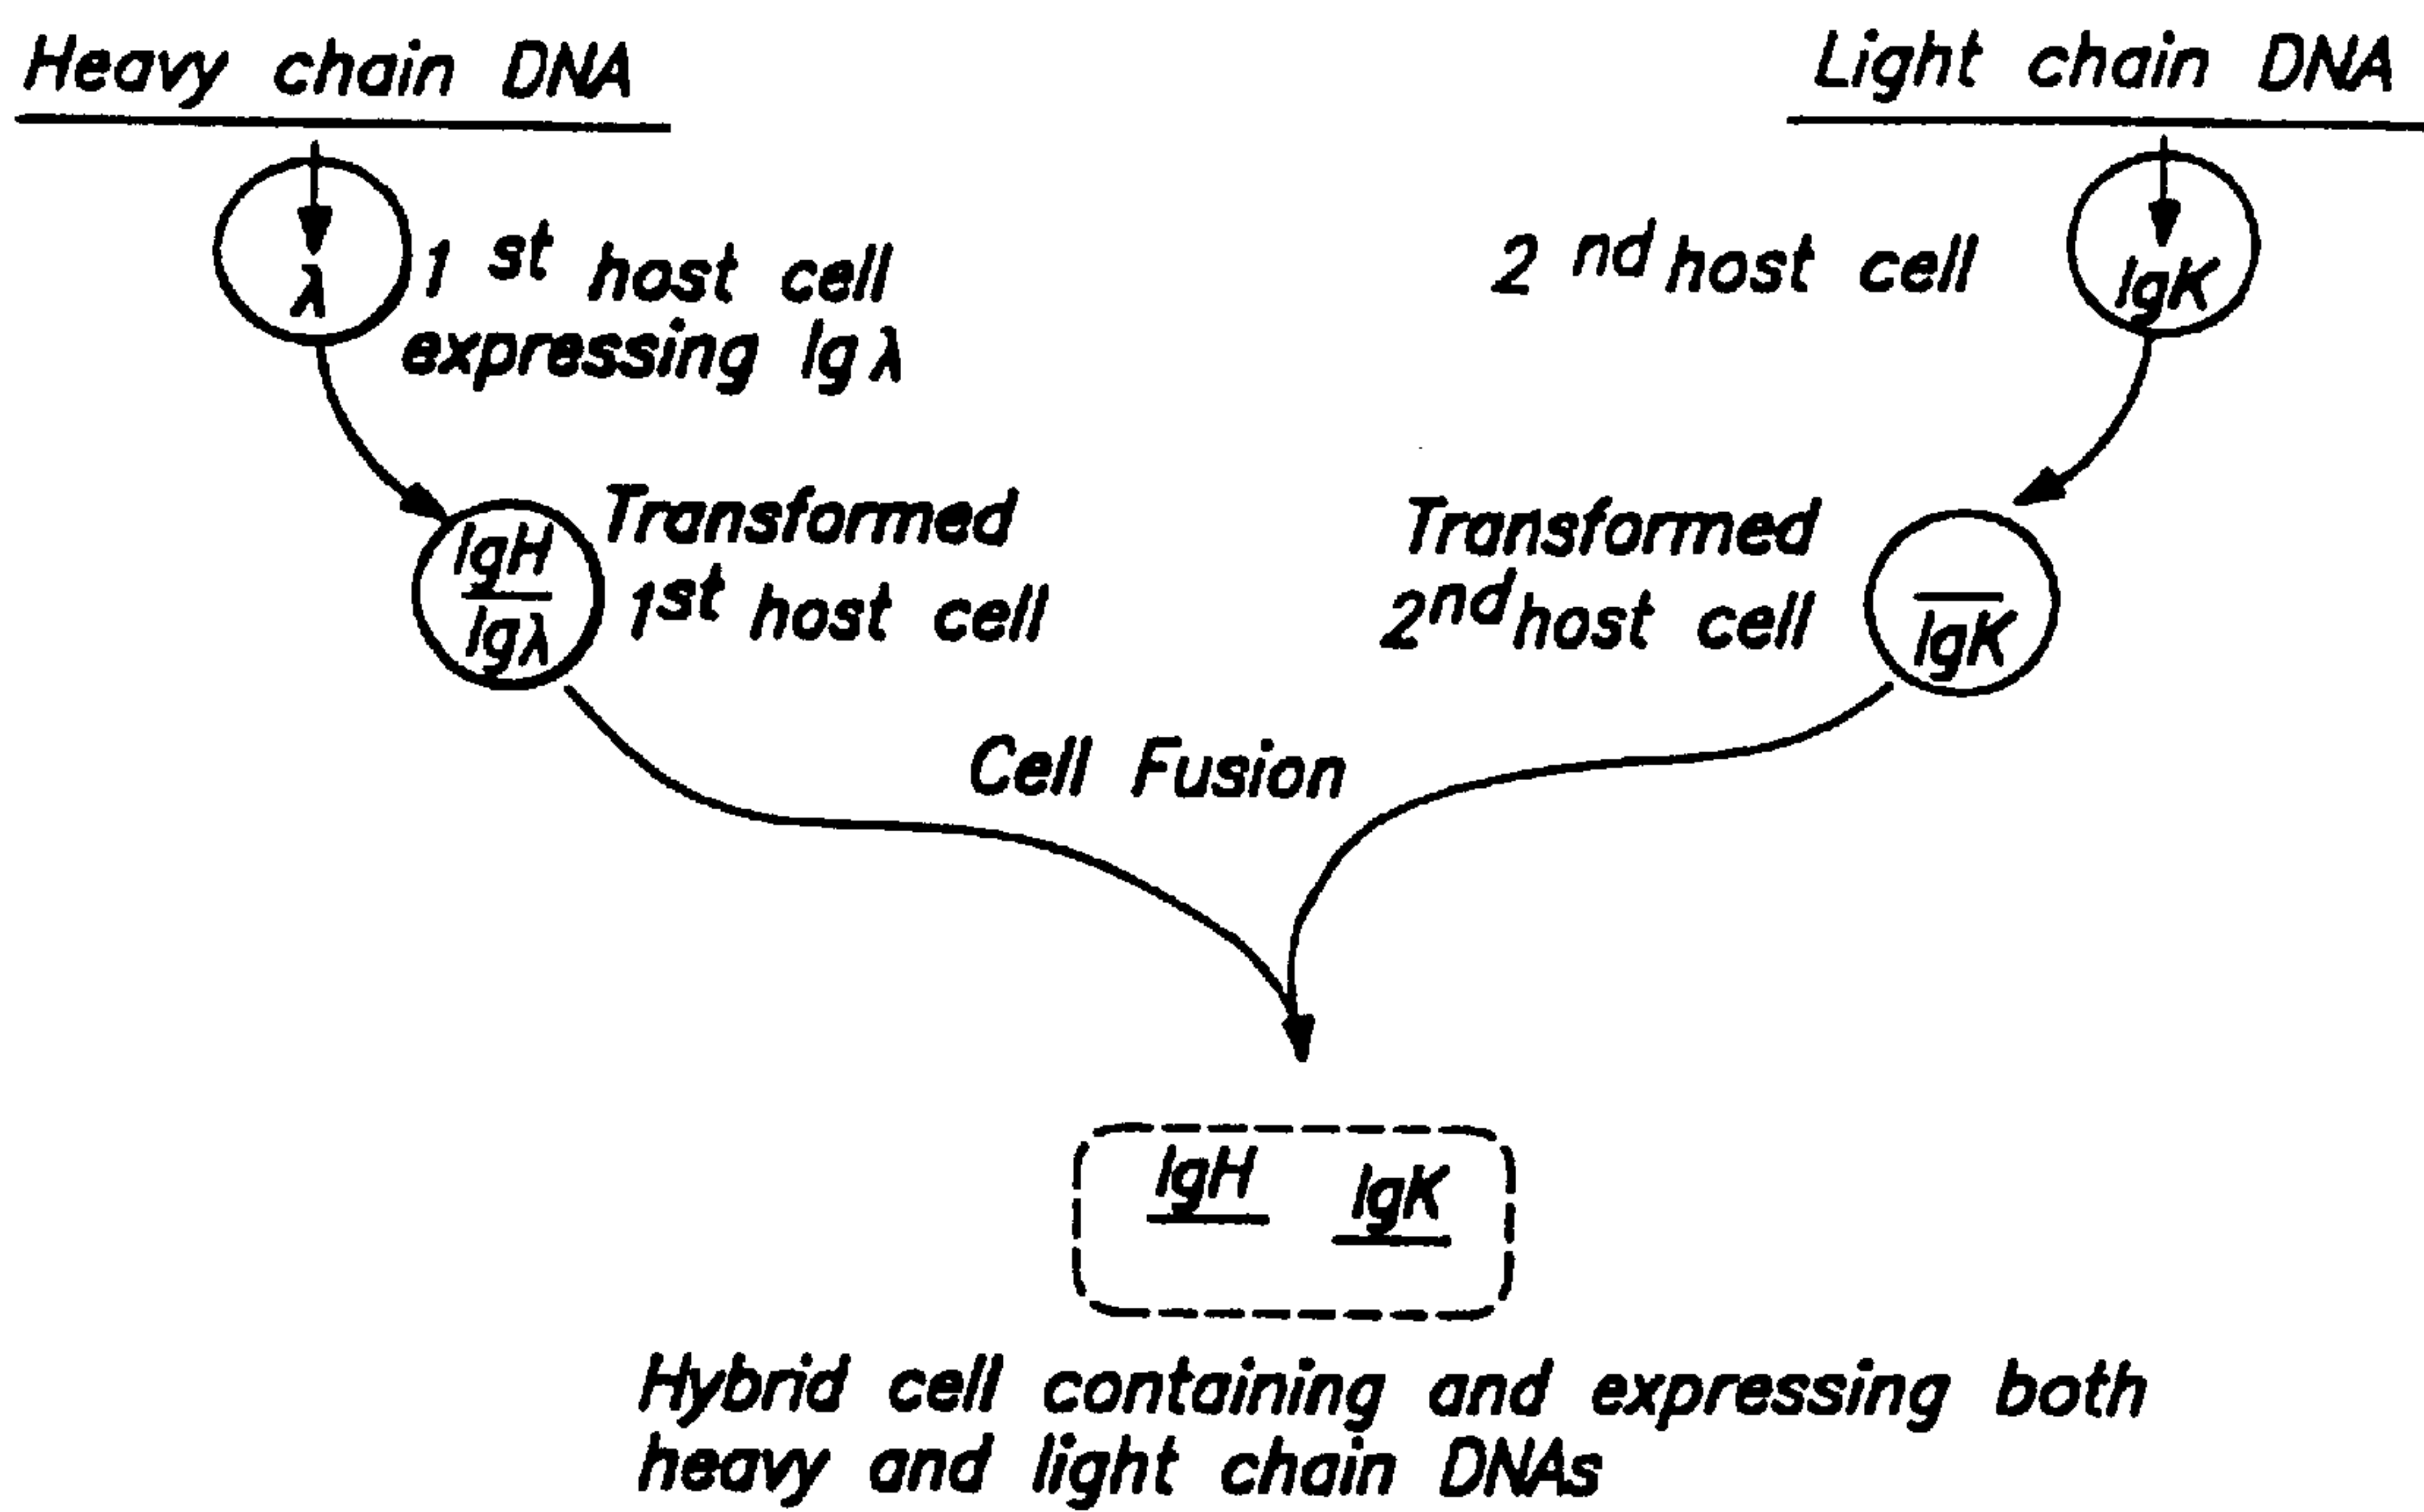 Heavy chain DNA
Light chain DNA
λ
1 st host cell
expressing Igλ
2 nd host cell
IgK
IgH
Igλ
Transformed
1st host cell
Transformed
2nd host cell
IgK
Cell Fusion
IgH
IgK
Hybrid cell containing and expressing both
heavy and light chain DNAs